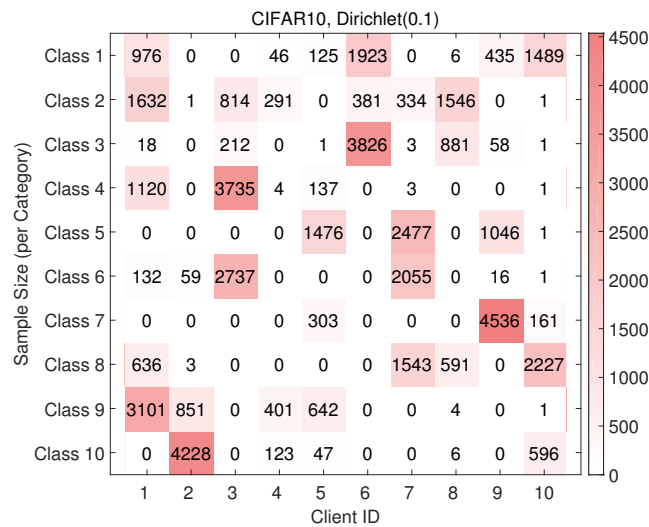 CIFAR10, Dirichlet(0.1)
Sample Size (per Category)
Class 1 976 0 0 46 125 1923 0 6 435 1489
Class 2 1632 1 814 291 0 381 334 1546 0 1
Class 3 18 0 212 0 1 3826 3 881 58 1
Class 4 1120 0 3735 4 137 0 3 0 0 1
Class 5 0 0 0 0 1476 0 2477 0 1046 1
Class 6 132 59 2737 0 0 0 2055 0 16 1
Class 7 0 0 0 0 303 0 0 0 4536 161
Class 8 636 3 0 0 0 0 1543 591 0 2227
Class 9 3101 851 0 401 642 0 0 4 0 1
Class 10 0 4228 0 123 47 0 0 6 0 596
1 2 3 4 5 6 7 8 9 10
Client ID
4500
4000
3500
3000
2500
2000
1500
1000
500
0